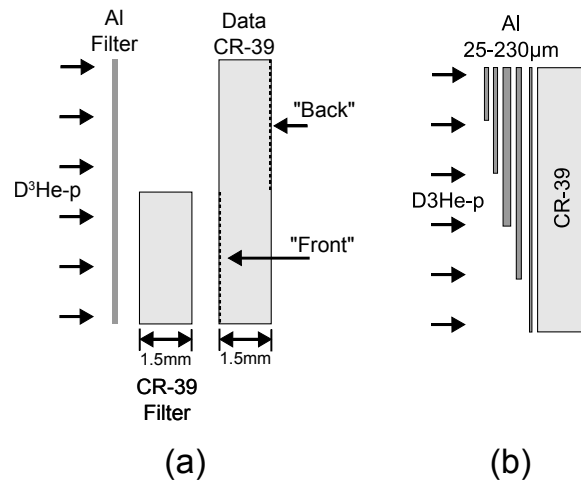 Al
Filter
Data
CR-39
"Back"
D³He-p
"Front"
1.5mm
1.5mm
CR-39
Filter
(a)
Al
25-230µm
D3He-p
CR-39
(b)